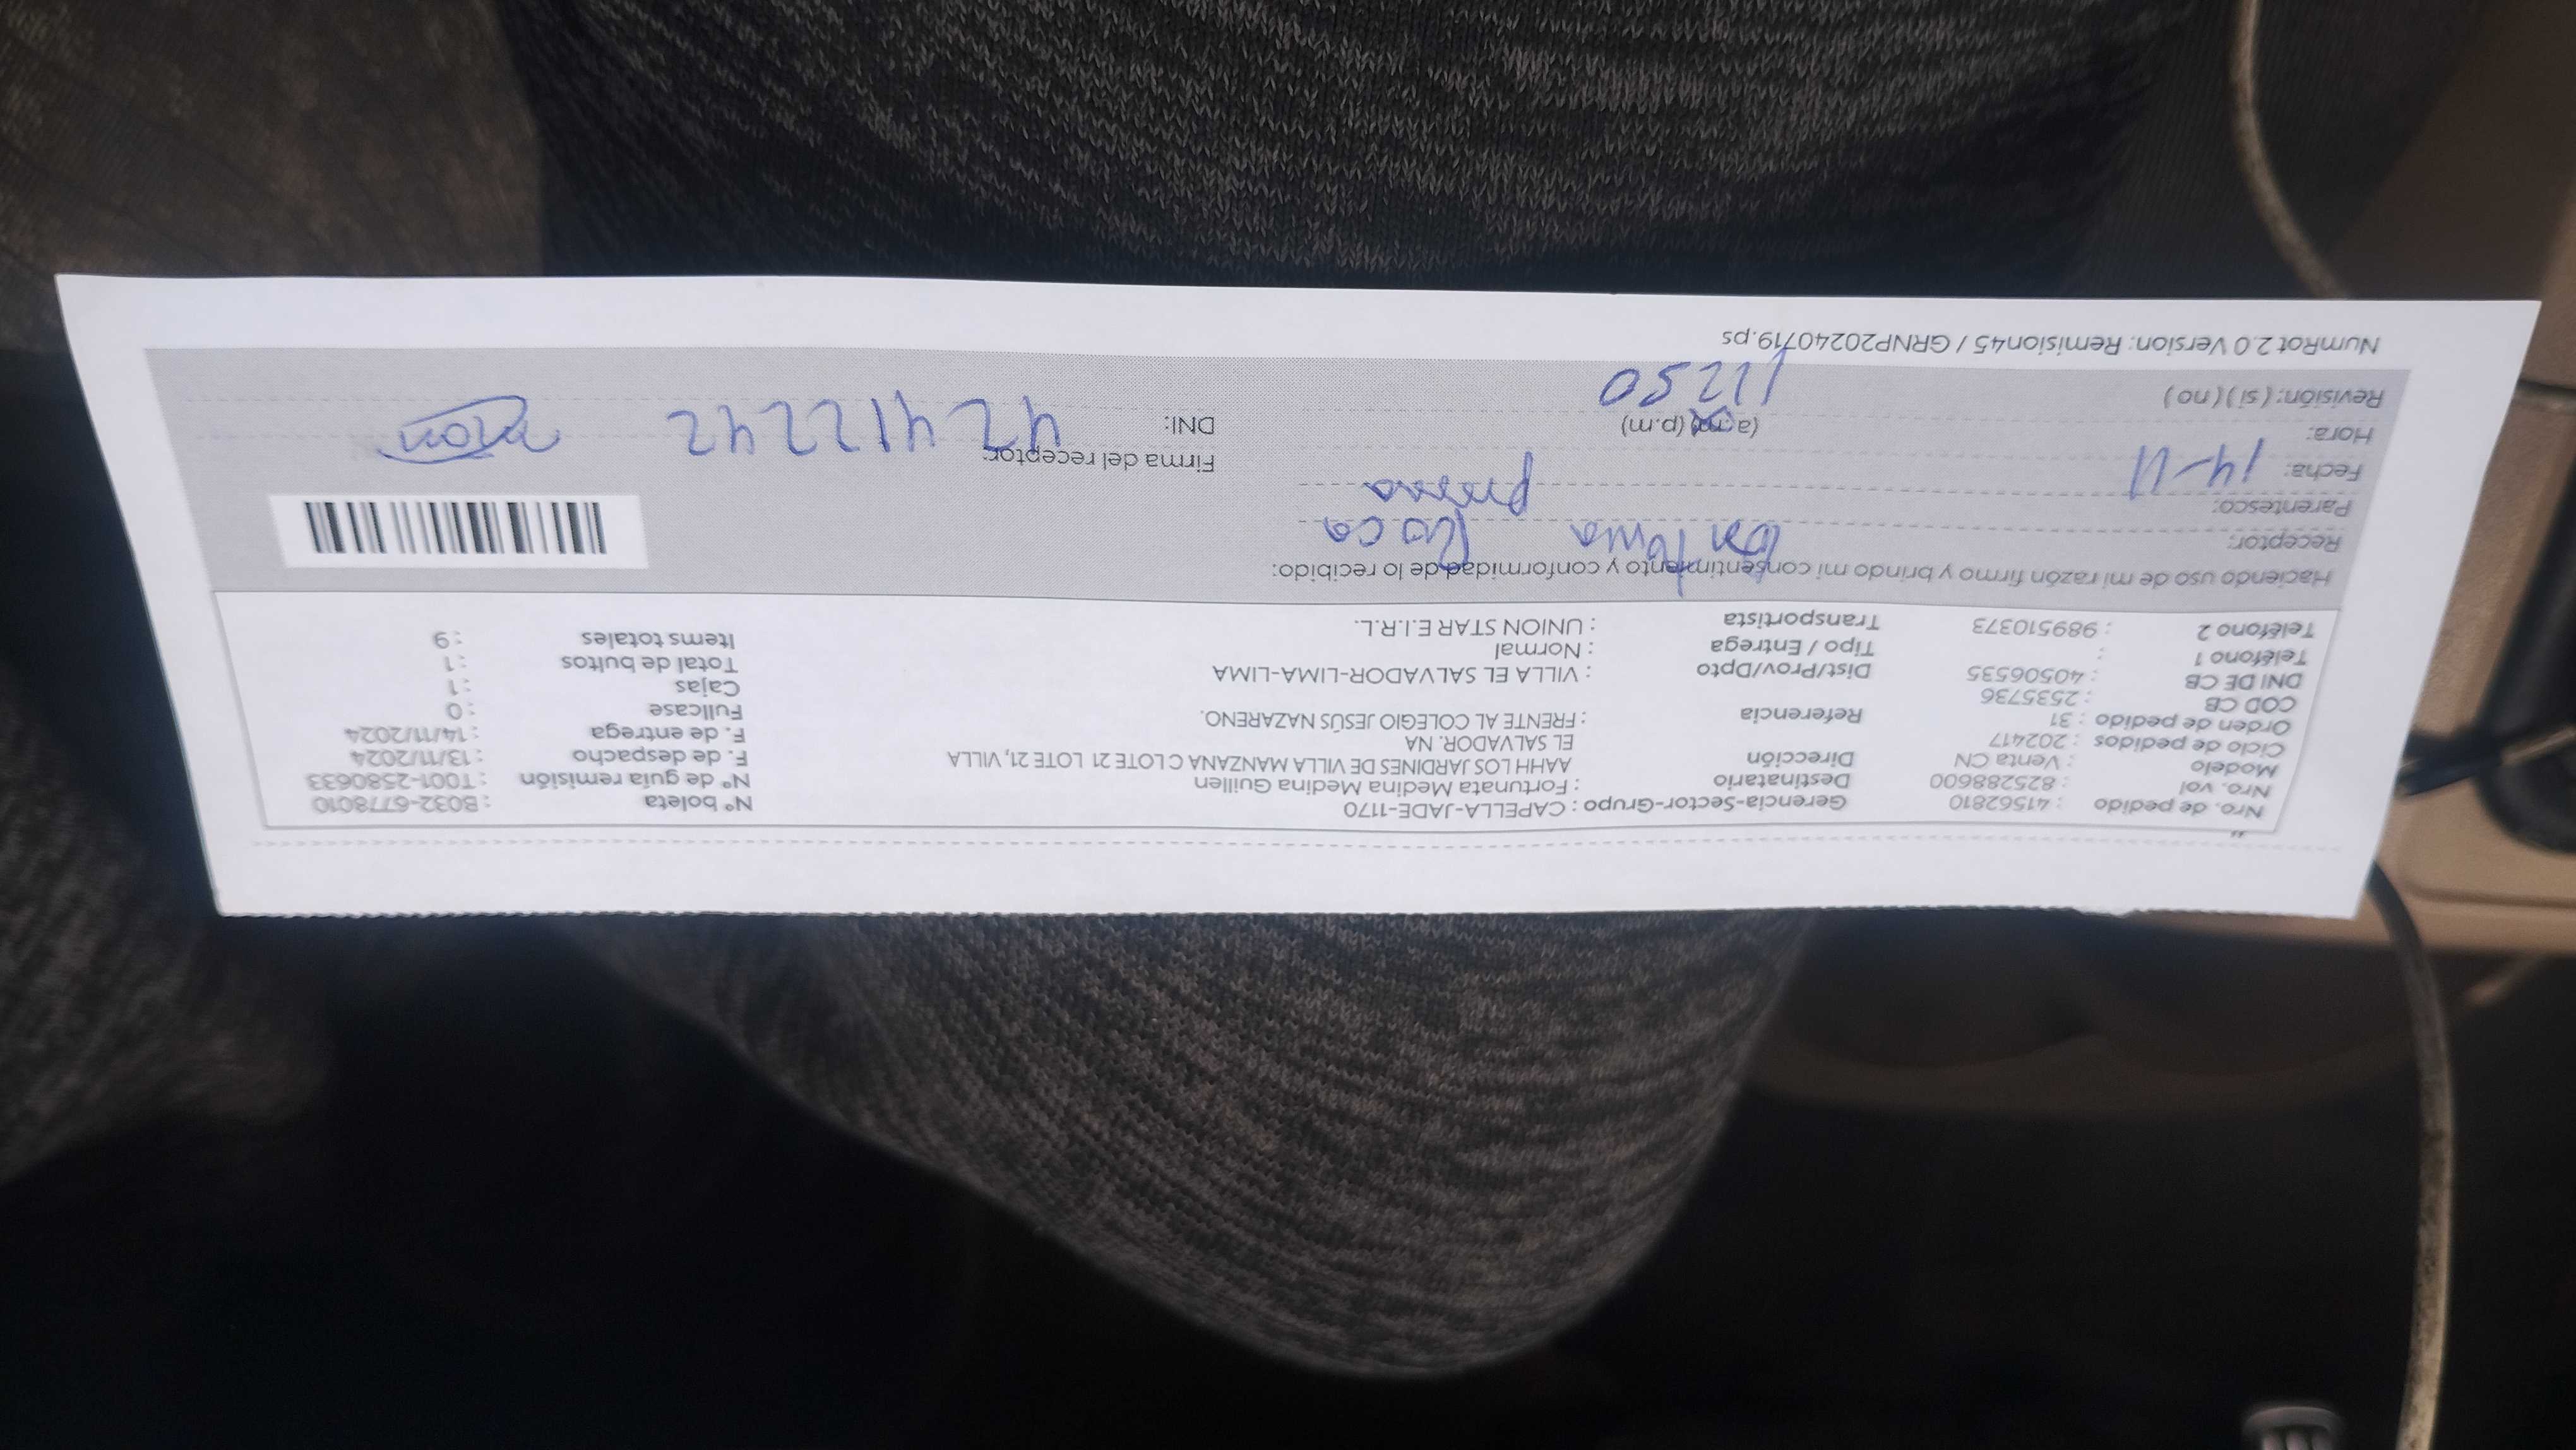 Nro. de pedido : 41562810 Gerencia-Sector-Grupo : CAPELLA-JADE-1170 Nº boleta : B032-6778010
Nro. vol : 825288600 Destinatario : Fortunata Medina Medina Guillen Nº de guía remisión : T001-2580633
Modelo : Venta CN Dirección AAHH LOS JARDINES DE VILLA MANZANA C LOTE 21 LOTE 21, VILLA F. de despacho : 13/11/2024
Ciclo de pedidos : 202417 EL SALVADOR. NA F. de entrega : 14/11/2024
Orden de pedido : 31 Referencia : FRENTE AL COLEGIO JESÚS NAZARENO. Fullcase : 0
COD CB : 2535736 Cajas : 1
DNI DE CB : 40506535 Dist/Prov/Dpto : VILLA EL SALVADOR-LIMA-LIMA Total de bultos : 1
Teléfono 1 : Tipo / Entrega : Normal Items totales : 9
Teléfono 2 : 989510373 Transportista : UNION STAR E.I.R.L.
Haciendo uso de mi razón firmo y brindo mi consentimiento y conformidad de lo recibido:
Receptor: Roca
Parentesco:
Fecha: 14-11 Firma del receptor:
Hora: (a.m) (p.m) DNI: 42412242
Revisión: ( si ) ( no ) 1250
NumRot 2.0 Version: Remision45 / GRNP20240719.ps